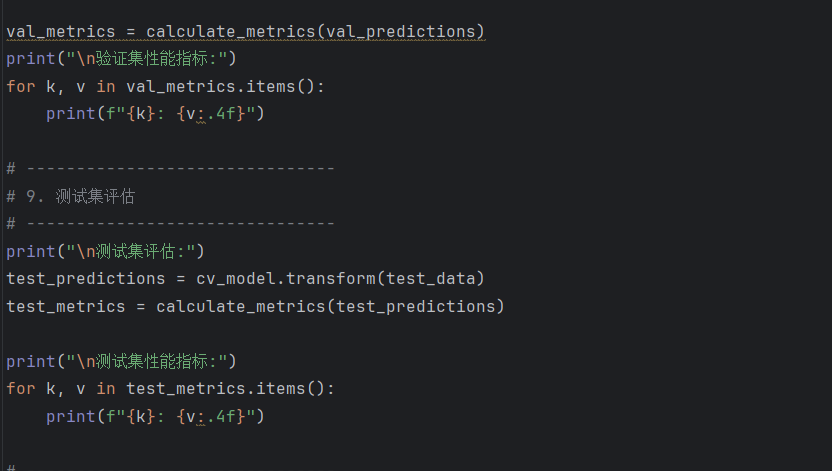 val_metrics = calculate_metrics(val_predictions)
print("\n验证集性能指标:")
for k, v in val_metrics.items():
    print(f"{k}: {v:.4f}")
# -------------------------------
# 9. 测试集评估
# -------------------------------
print("\n测试集评估:")
test_predictions = cv_model.transform(test_data)
test_metrics = calculate_metrics(test_predictions)
print("\n测试集性能指标:")
for k, v in test_metrics.items():
    print(f"{k}: {v:.4f}")
#